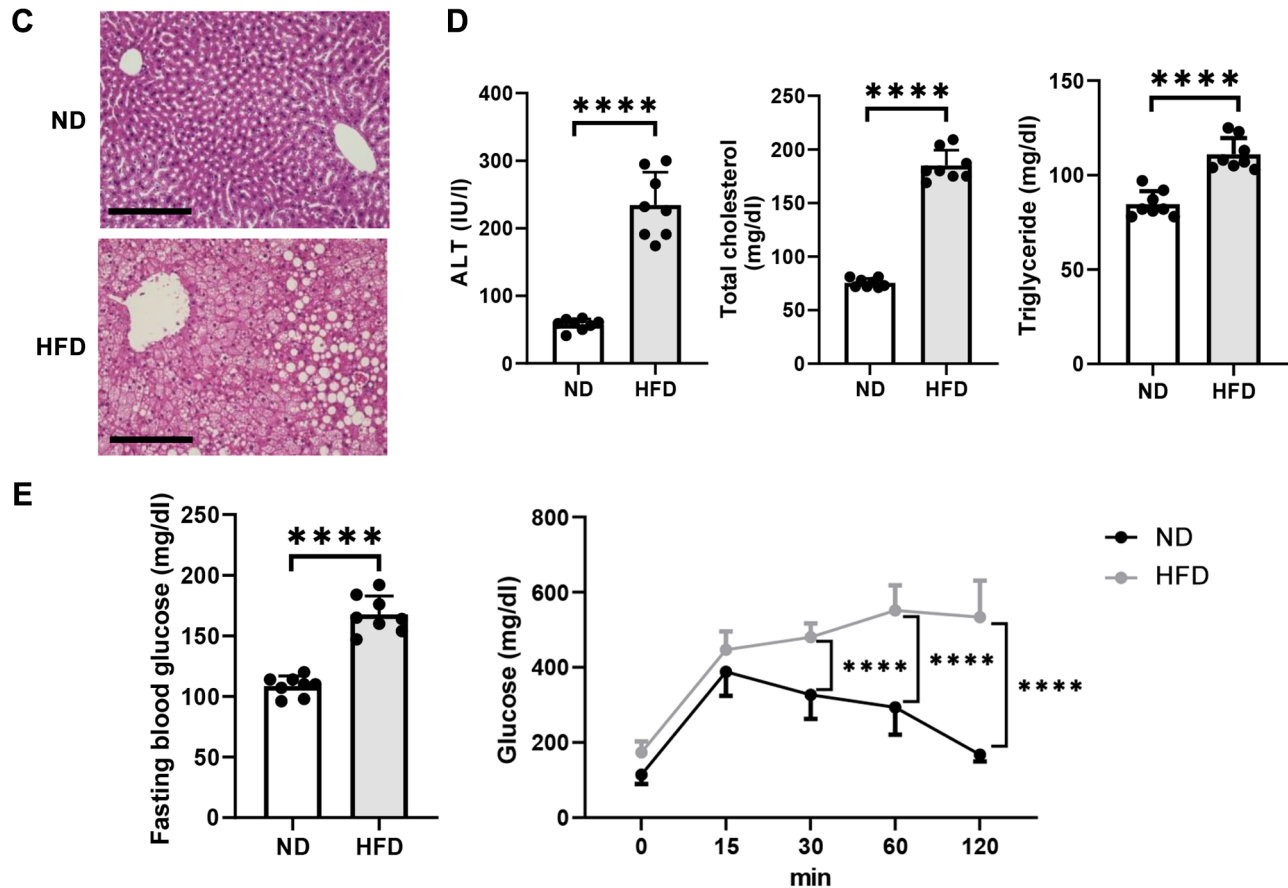 C
ND
HFD
D
****
400
300
200
100
0
ALT (IU/l)
ND HFD
****
250
200
150
100
50
0
Total cholesterol
(mg/dl)
ND HFD
****
150
100
50
0
Triglyceride (mg/dl)
ND HFD
E
****
250
200
150
100
50
0
Fasting blood glucose (mg/dl)
ND HFD
800
600
400
200
0
Glucose (mg/dl)
****
****
****
0 15 30 60 120
min
ND
HFD